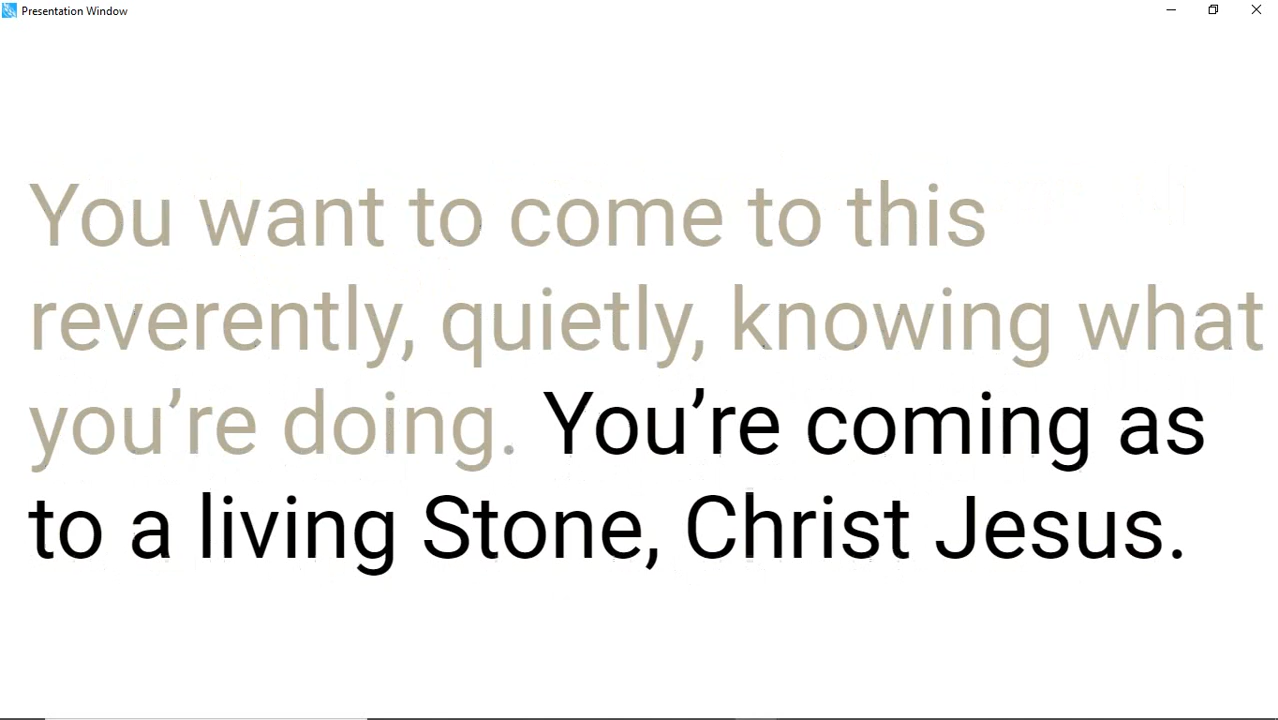 Presentation Window
You want to come to this
reverently, quietly, knowing what
you’re doing. You’re coming as
to a living Stone, Christ Jesus.